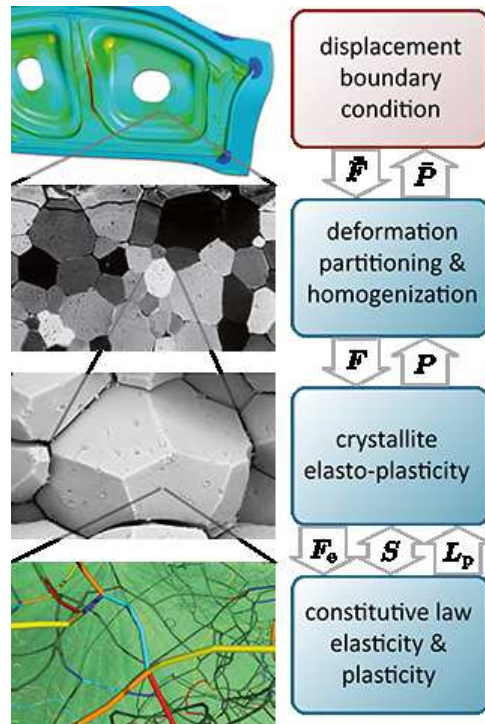 displacement
boundary
condition
F̄ P̄
deformation
partitioning &
homogenization
F P
crystallite
elasto-plasticity
Fe S Lp
constitutive law
elasticity &
plasticity